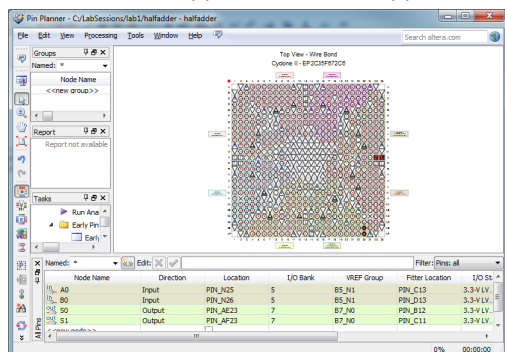 Pin Planner - C:/LabSessions/lab1/halfadder - halfadder
File Edit View Processing Tools Window Help
Search altera.com
Groups
Named: *
Node Name
<<new group>>
Report
Report not available
Tasks
Run Ana
Early Pin
Early
Top View - Wire Bond
Cyclone II - EP2C35F672C6
Named: * Edit: Filter: Pins: all
Node Name Direction Location I/O Bank VREF Group Fitter Location I/O St
A0 Input PIN_N25 5 B5_N1 PIN_C13 3.3-V LV
B0 Input PIN_N26 5 B5_N1 PIN_D13 3.3-V LV
S0 Output PIN_AE23 7 B7_N0 PIN_B12 3.3-V LV
S1 Output PIN_AF23 7 B7_N0 PIN_C11 3.3-V LV
<<new node>>
All Pins
0% 00:00:00